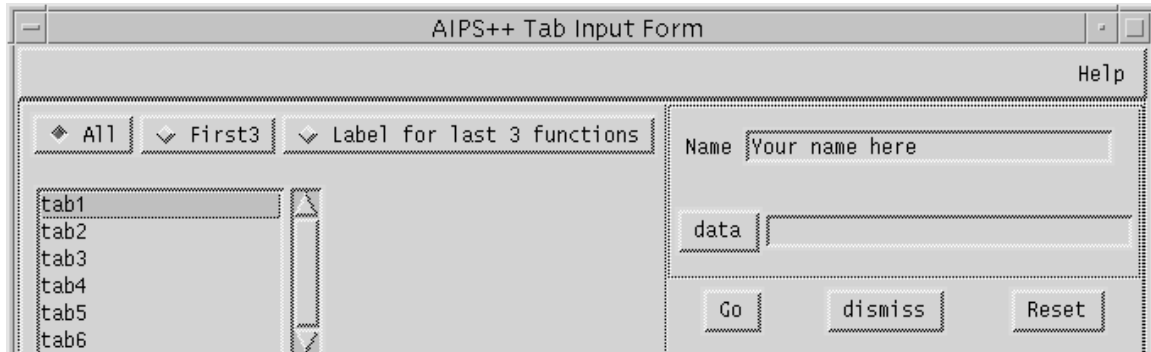 AIPS++ Tab Input Form
Help
All First3 Label for last 3 functions
Name Your name here
tab1
tab2
tab3
tab4
tab5
tab6
data
Go dismiss Reset